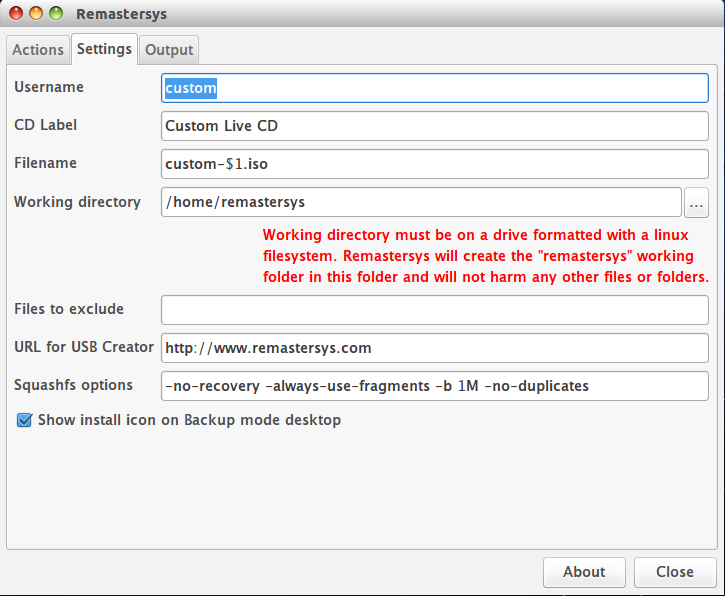 Remastersys
Actions Settings Output
Username custom
CD Label Custom Live CD
Filename custom-$1.iso
Working directory /home/remastersys ...
Working directory must be on a drive formatted with a linux
filesystem. Remastersys will create the "remastersys" working
folder in this folder and will not harm any other files or folders.
Files to exclude
URL for USB Creator http://www.remastersys.com
Squashfs options -no-recovery -always-use-fragments -b 1M -no-duplicates
Show install icon on Backup mode desktop
About Close